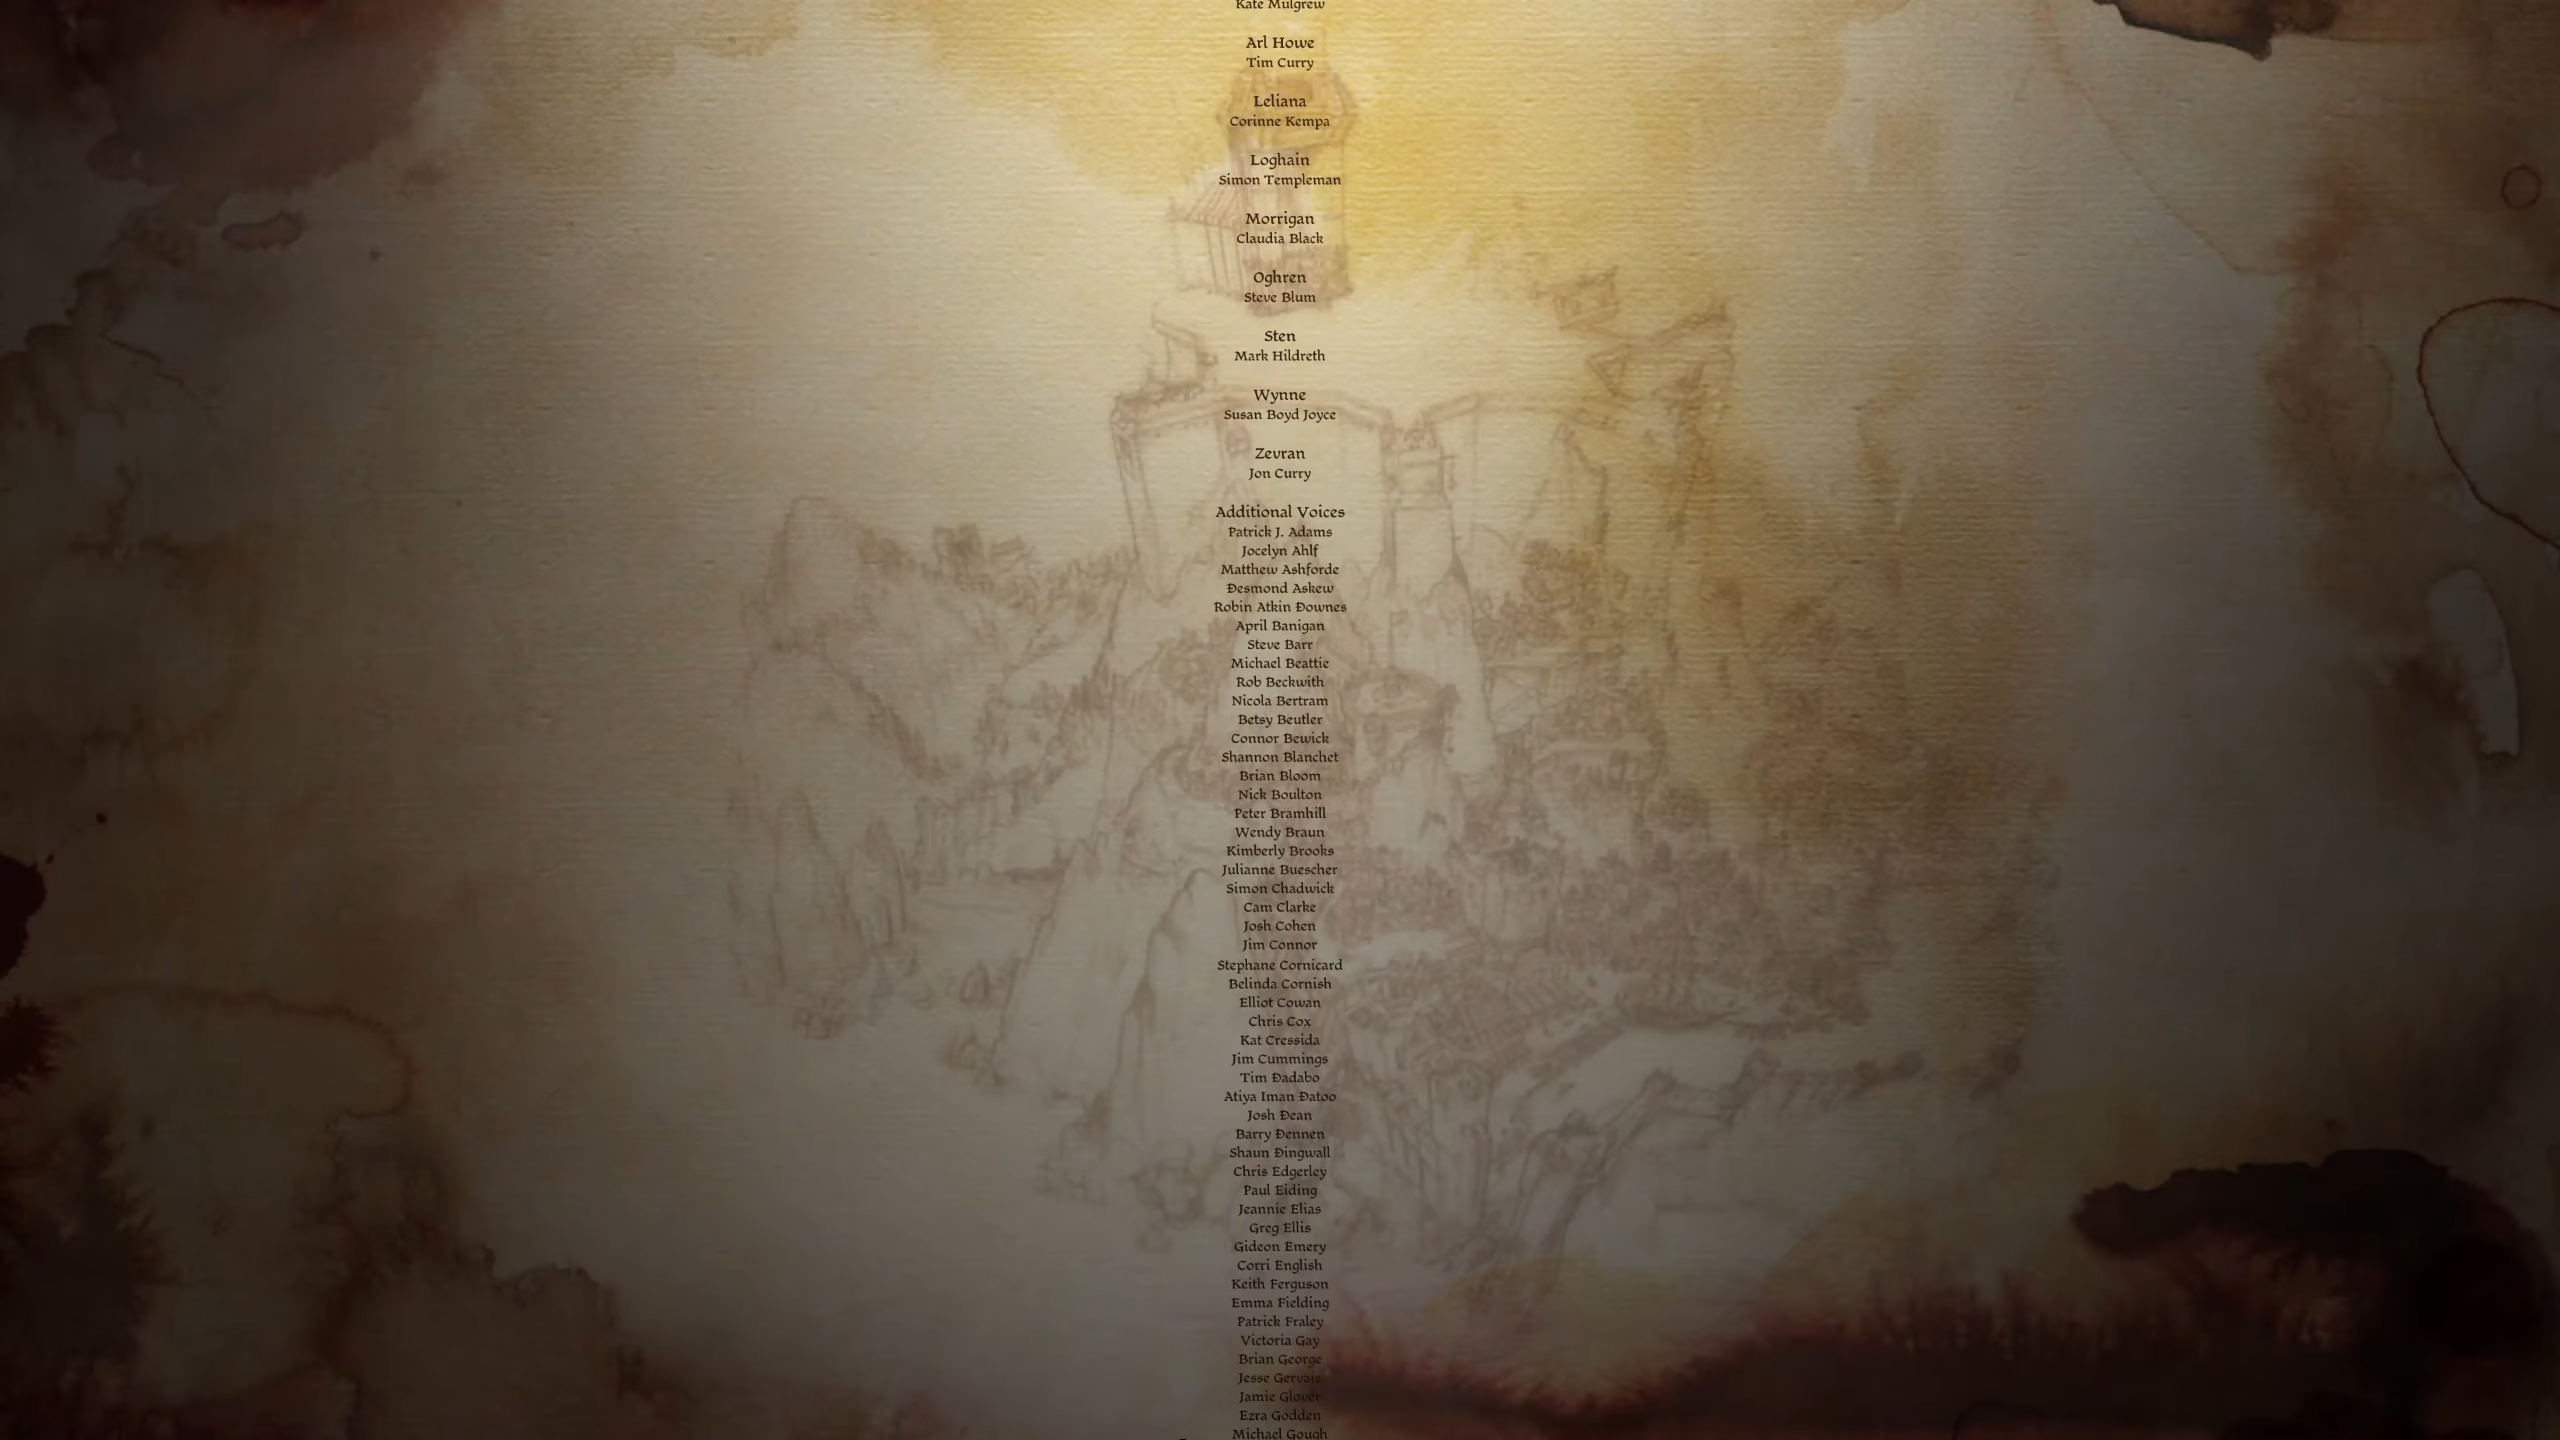 Kate Mulgrew
Arl Howe
Tim Curry
Leliana
Corinne Kempa
Loghain
Simon Templeman
Morrigan
Claudia Black
Oghren
Steve Blum
Sten
Mark Hildreth
Wynne
Susan Boyd Joyce
Zevran
Jon Curry
Additional Voices
Patrick J. Adams
Jocelyn Ahlf
Matthew Ashforde
Desmond Askew
Robin Atkin Downes
April Banigan
Steve Barr
Michael Beattie
Rob Beckwith
Nicola Bertram
Betsy Beutler
Connor Bewick
Shannon Blanchet
Brian Bloom
Nick Boulton
Peter Bramhill
Wendy Braun
Kimberly Brooks
Julianne Buescher
Simon Chadwick
Cam Clarke
Josh Cohen
Jim Connor
Stephane Cornicard
Belinda Cornish
Elliot Cowan
Chris Cox
Kat Cressida
Jim Cummings
Tim Dadabo
Atiya Iman Datoo
Josh Dean
Barry Dennen
Shaun Dingwall
Chris Edgerley
Paul Eiding
Jeannie Elias
Greg Ellis
Gideon Emery
Corri English
Keith Ferguson
Emma Fielding
Patrick Fraley
Victoria Gay
Brian George
Jesse Gervais
Jamie Glover
Ezra Godden
Michael Gough